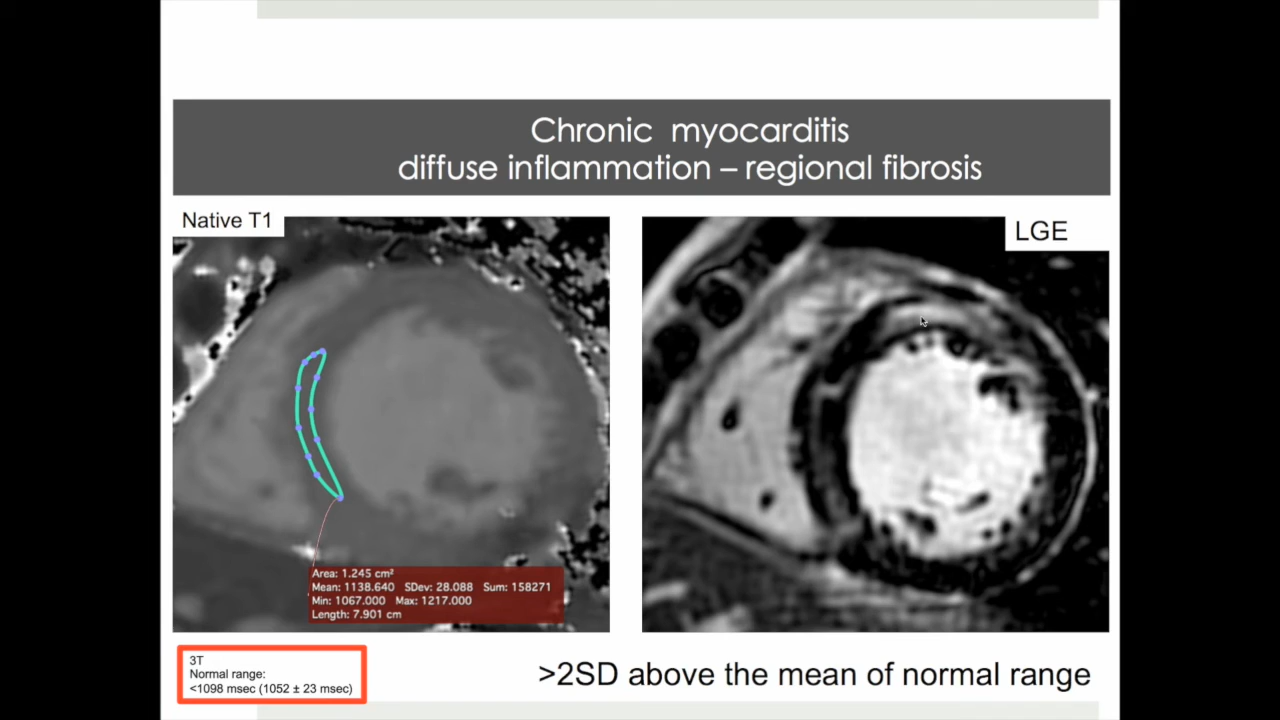 Chronic myocarditis
diffuse inflammation – regional fibrosis
Native T1
LGE
Area: 1.245 cm²
Mean: 1138.640 SDev: 28.088 Sum: 158271
Min: 1067.000 Max: 1217.000
Length: 7.901 cm
3T
Normal range:
<1098 msec (1052 ± 23 msec)
>2SD above the mean of normal range